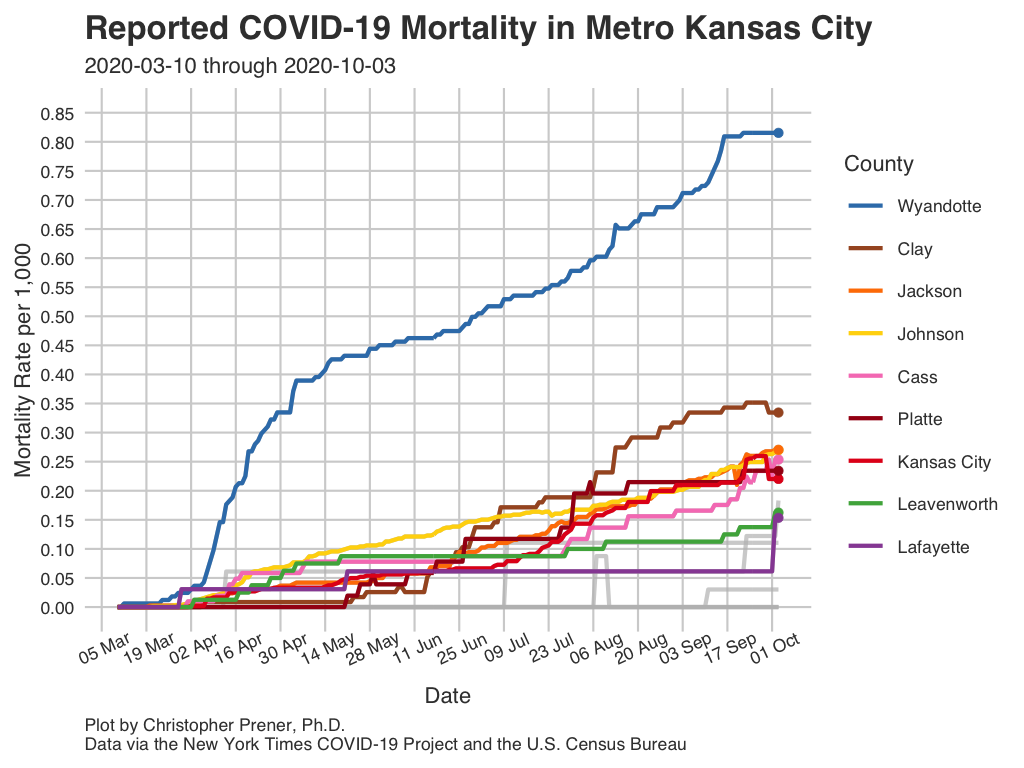 Reported COVID-19 Mortality in Metro Kansas City
2020-03-10 through 2020-10-03
Mortality Rate per 1,000
0.85
0.80
0.75
0.70
0.65
0.60
0.55
0.50
0.45
0.40
0.35
0.30
0.25
0.20
0.15
0.10
0.05
0.00
05 Mar
19 Mar
02 Apr
16 Apr
30 Apr
14 May
28 May
11 Jun
25 Jun
09 Jul
23 Jul
06 Aug
20 Aug
03 Sep
17 Sep
01 Oct
Date
County
Wyandotte
Clay
Jackson
Johnson
Cass
Platte
Kansas City
Leavenworth
Lafayette
Plot by Christopher Prener, Ph.D.
Data via the New York Times COVID-19 Project and the U.S. Census Bureau